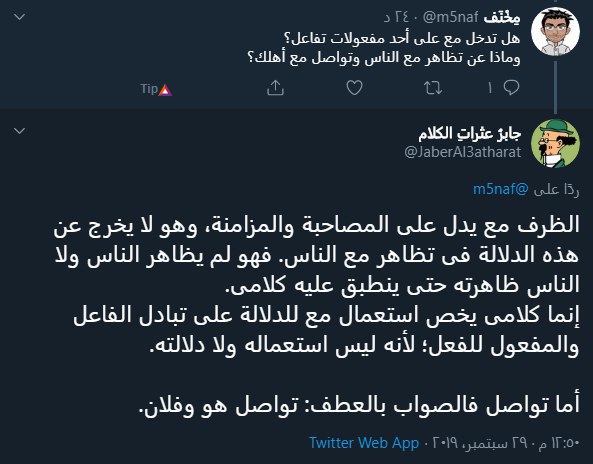 مِخْنَف @m5naf · ٢٤ د
هل تدخل مع على أحد مفعولات تفاعل؟
وماذا عن تظاهر مع الناس وتواصل مع أهلك؟
١
Tip
جابرُ عثَراتِ الكلام
@JaberAl3atharat
ردًا على @m5naf
الظرف مع يدل على المصاحبة والمزامنة، وهو لا يخرج عن
هذه الدلالة فى تظاهر مع الناس. فهو لم يظاهر الناس ولا
الناس ظاهرته حتى ينطبق عليه كلامى.
إنما كلامى يخص استعمال مع للدلالة على تبادل الفاعل
والمفعول للفعل؛ لأنه ليس استعماله ولا دلالته.
أما تواصل فالصواب بالعطف: تواصل هو وفلان.
١٢:٥٠ م · ٢٩ سبتمبر، ٢٠١٩ · Twitter Web App